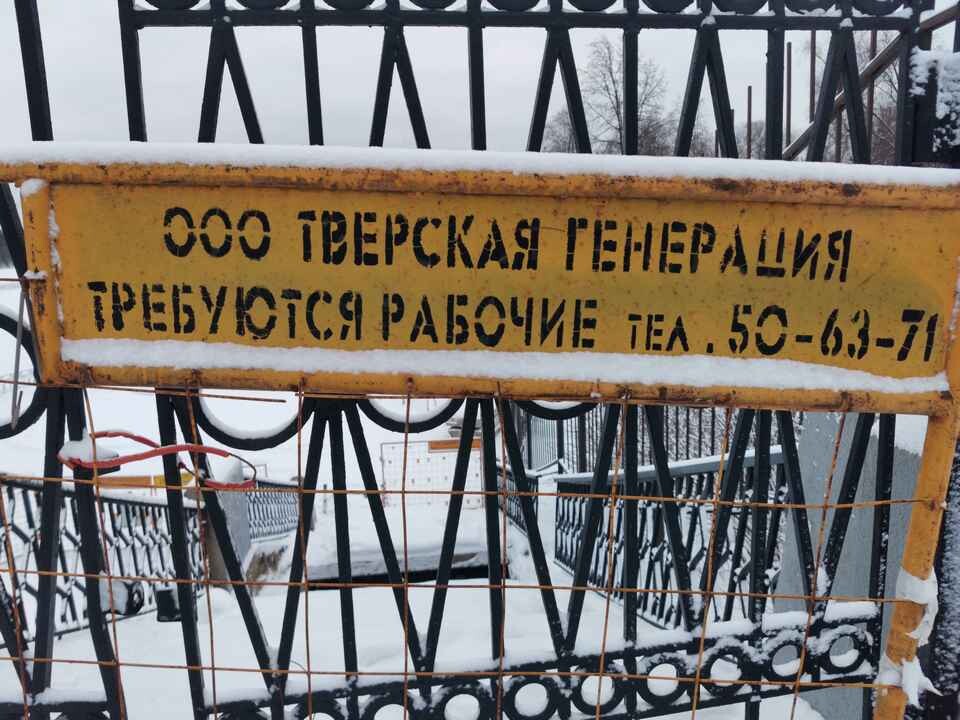 ООО ТВЕРСКАЯ ГЕНЕРАЦИЯ
ТРЕБУЮТСЯ РАБОЧИЕ ТЕЛ. 50-63-71